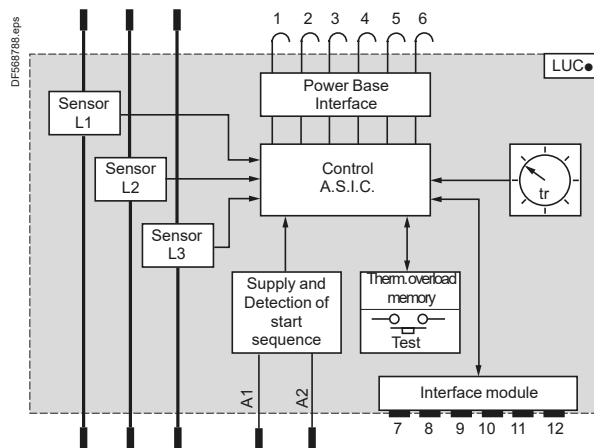 DF568788.eps
1 2 3 4 5 6
LUC●
Power Base
Interface
Sensor
L1
Sensor
L2
Sensor
L3
Control
A.S.I.C.
tr
Supply and
Detection of
start
sequence
Therm.overload
memory
Test
A1
A2
Interface module
7 8 9 10 11 12